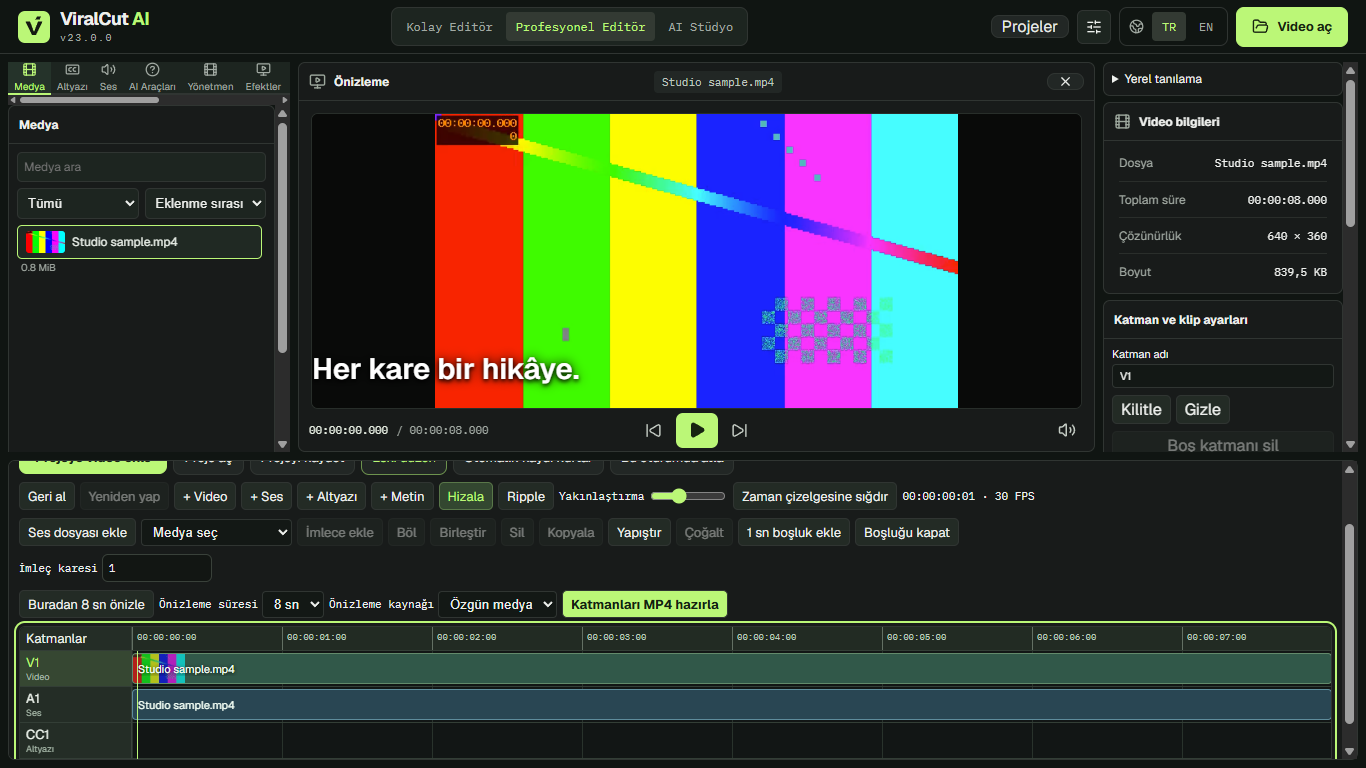 ViralCut AI
v23.0.0
Kolay Editör
Profesyonel Editör
AI Stüdyo
Projeler
TR
EN
Video aç
Medya
Altyazı
Ses
AI Araçları
Yönetmen
Efektler
Medya
Medya ara
Tümü
Eklenme sırası
Studio sample.mp4
0.8 MiB
Önizleme
Studio sample.mp4
00:00:00.000
0
Her kare bir hikâye.
00:00:00.000 / 00:00:08.000
Yerel tanılama
Video bilgileri
Dosya Studio sample.mp4
Toplam süre 00:00:08.000
Çözünürlük 640 × 360
Boyut 839,5 KB
Katman ve klip ayarları
Katman adı
V1
Kilitle Gizle
Boş katmanı sil
Geri al Yeniden yap + Video + Ses + Altyazı + Metin Hizala Ripple Yakınlaştırma Zaman çizelgesine sığdır 00:00:00:01 · 30 FPS
Ses dosyası ekle Medya seç İmlece ekle Böl Birleştir Sil Kopyala Yapıştır Çoğalt 1 sn boşluk ekle Boşluğu kapat
İmleç karesi 1
Buradan 8 sn önizle Önizleme süresi 8 sn Önizleme kaynağı Özgün medya Katmanları MP4 hazırla
Katmanlar 00:00:00:00 00:00:01:00 00:00:02:00 00:00:03:00 00:00:04:00 00:00:05:00 00:00:06:00 00:00:07:00
V1
Video
Studio sample.mp4
A1
Ses
Studio sample.mp4
CC1
Altyazı